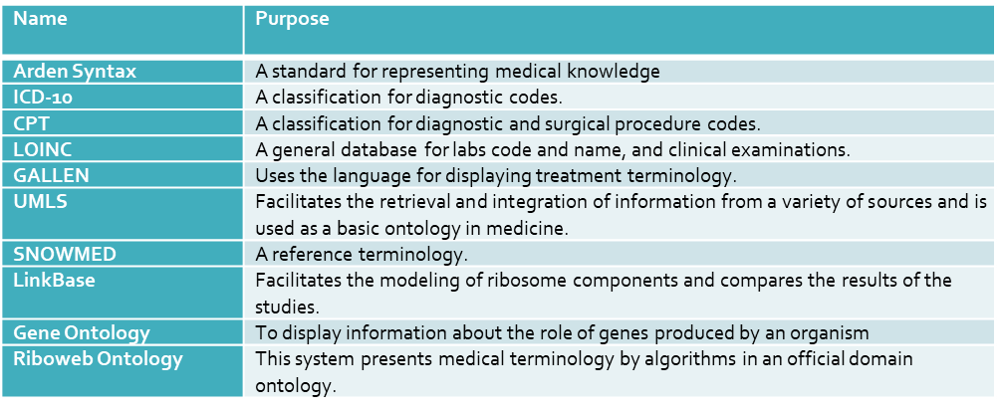 Name Purpose
Arden Syntax A standard for representing medical knowledge
ICD-10 A classification for diagnostic codes.
CPT A classification for diagnostic and surgical procedure codes.
LOINC A general database for labs code and name, and clinical examinations.
GALLEN Uses the language for displaying treatment terminology.
UMLS Facilitates the retrieval and integration of information from a variety of sources and is
used as a basic ontology in medicine.
SNOWMED A reference terminology.
LinkBase Facilitates the modeling of ribosome components and compares the results of the
studies.
Gene Ontology To display information about the role of genes produced by an organism
Riboweb Ontology This system presents medical terminology by algorithms in an official domain
ontology.